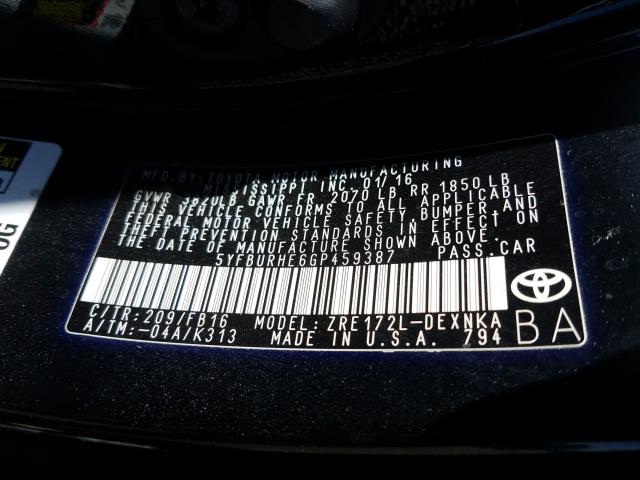 MFD. BY: TOYOTA MOTOR MANUFACTURING
MISSISSIPPI INC. 01/16
GVWR 3820LB GAWR FR 2070 LB RR 1850 LB
THIS VEHICLE CONFORMS TO ALL APPLICABLE
FEDERAL MOTOR VEHICLE SAFETY, BUMPER, AND
THEFT PREVENTION STANDARDS IN EFFECT ON
THE DATE OF MANUFACTURE SHOWN ABOVE.
5YFBURHE6GP459387 PASS. CAR
C/TR: 209/FB16 MODEL: ZRE172L-DEXNKA
A/TM: -04A/K313 MADE IN U.S.A. 794
BA
OG